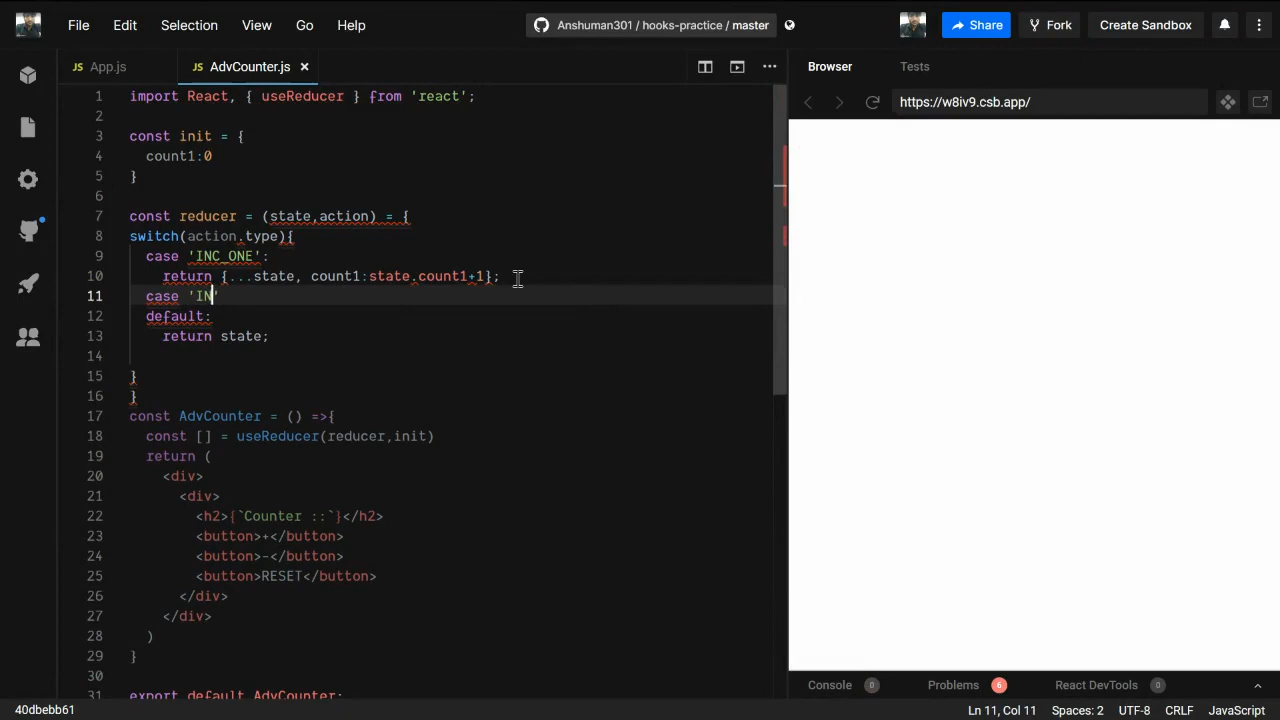 File Edit Selection View Go Help Anshuman301 / hooks-practice / master Share Fork Create Sandbox
JS App.js JS AdvCounter.js × Browser Tests
https://w8iv9.csb.app/
1 import React, { useReducer } from 'react';
2
3 const init = {
4 count1:0
5 }
6
7 const reducer = (state,action) = {
8 switch(action.type){
9 case 'INC_ONE':
10 return {...state, count1:state.count1+1};
11 case 'IN'
12 default:
13 return state;
14
15 }
16 }
17 const AdvCounter = () =>{
18 const [] = useReducer(reducer,init)
19 return (
20 <div>
21 <div>
22 <h2>{`Counter ::`}</h2>
23 <button>+</button>
24 <button>-</button>
25 <button>RESET</button>
26 </div>
27 </div>
28 )
29 }
30
31 export default AdvCounter;
Console 0 Problems 6 React DevTools 0
40dbebb61 Ln 11, Col 11 Spaces: 2 UTF-8 CRLF JavaScript